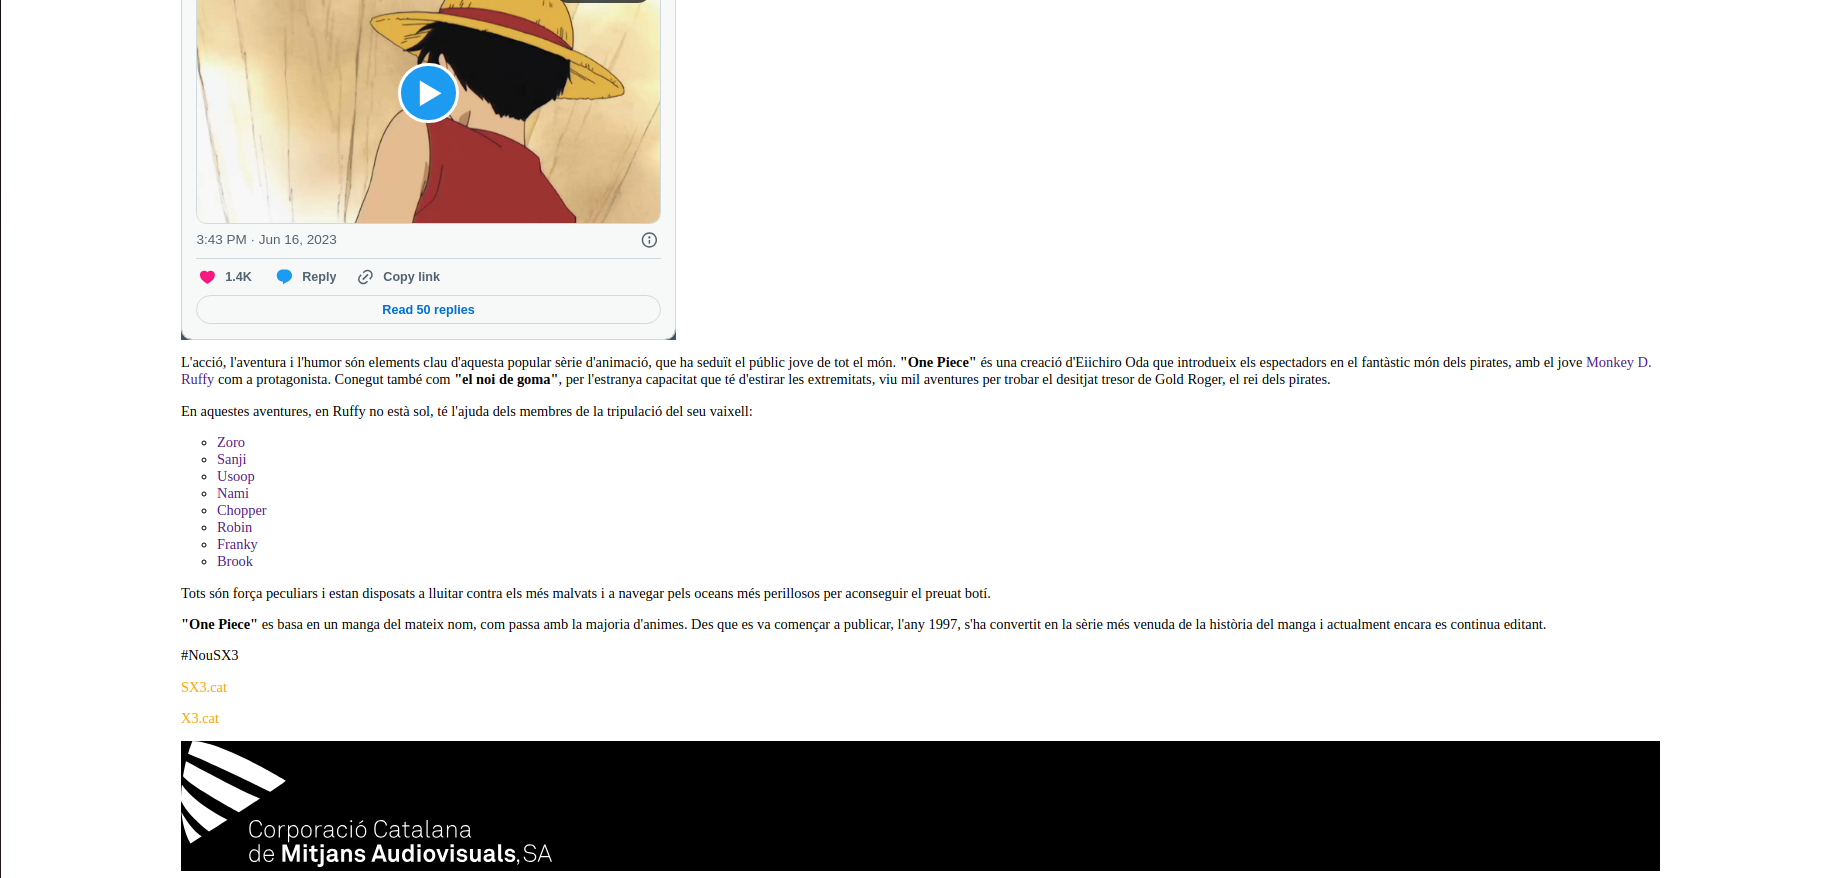 3:43 PM · Jun 16, 2023
1.4K Reply Copy link
Read 50 replies
L'acció, l'aventura i l'humor són elements clau d'aquesta popular sèrie d'animació, que ha seduït el públic jove de tot el món. "One Piece" és una creació d'Eiichiro Oda que introdueix els espectadors en el fantàstic món dels pirates, amb el jove Monkey D.
Ruffy com a protagonista. Conegut també com "el noi de goma", per l'estranya capacitat que té d'estirar les extremitats, viu mil aventures per trobar el desitjat tresor de Gold Roger, el rei dels pirates.
En aquestes aventures, en Ruffy no està sol, té l'ajuda dels membres de la tripulació del seu vaixell:
Zoro
Sanji
Usoop
Nami
Chopper
Robin
Franky
Brook
Tots són força peculiars i estan disposats a lluitar contra els més malvats i a navegar pels oceans més perillosos per aconseguir el preuat botí.
"One Piece" es basa en un manga del mateix nom, com passa amb la majoria d'animes. Des que es va començar a publicar, l'any 1997, s'ha convertit en la sèrie més venuda de la història del manga i actualment encara es continua editant.
#NouSX3
SX3.cat
X3.cat
Corporació Catalana
de Mitjans Audiovisuals,SA